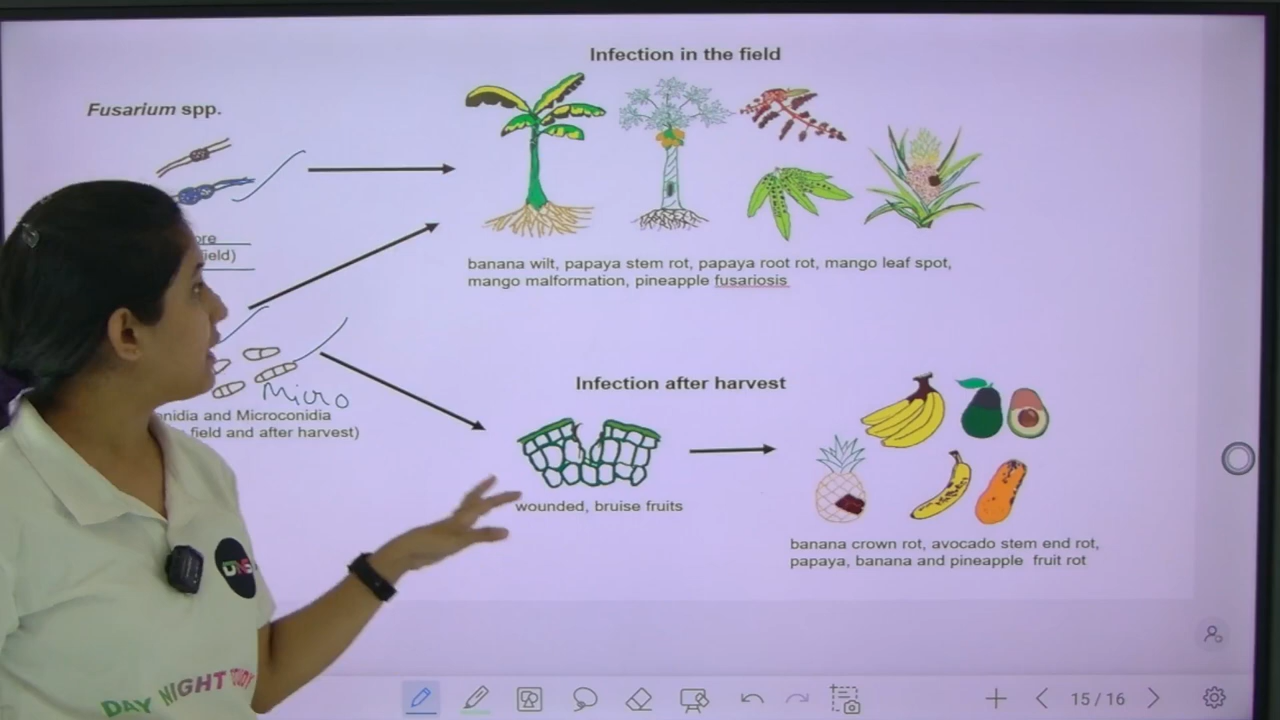 Infection in the field
Fusarium spp.
banana wilt, papaya stem rot, papaya root rot, mango leaf spot,
mango malformation, pineapple fusariosis
Micro
and Microconidia
field and after harvest)
Infection after harvest
wounded, bruise fruits
banana crown rot, avocado stem end rot,
papaya, banana and pineapple fruit rot
DAY NIGHT
15 / 16